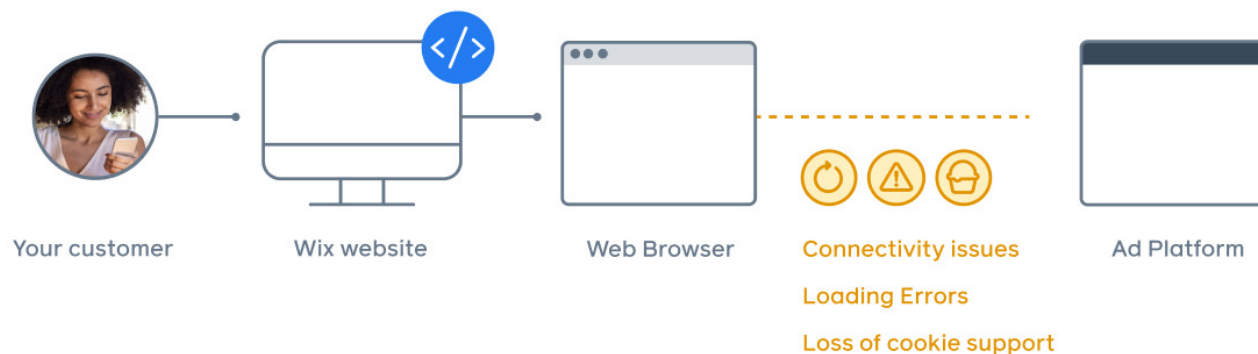 </>
Your customer
Wix website
Web Browser
Connectivity issues
Loading Errors
Loss of cookie support
Ad Platform